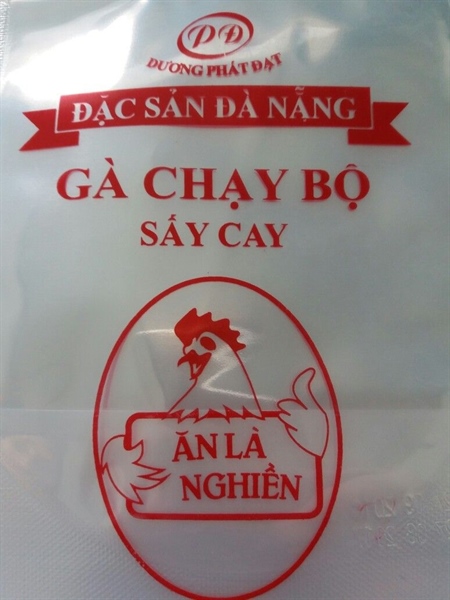 PĐ
DƯƠNG PHÁT ĐẠT
ĐẶC SẢN ĐÀ NẴNG
GÀ CHẠY BỘ
SẤY CAY
ĂN LÀ
NGHIỀN